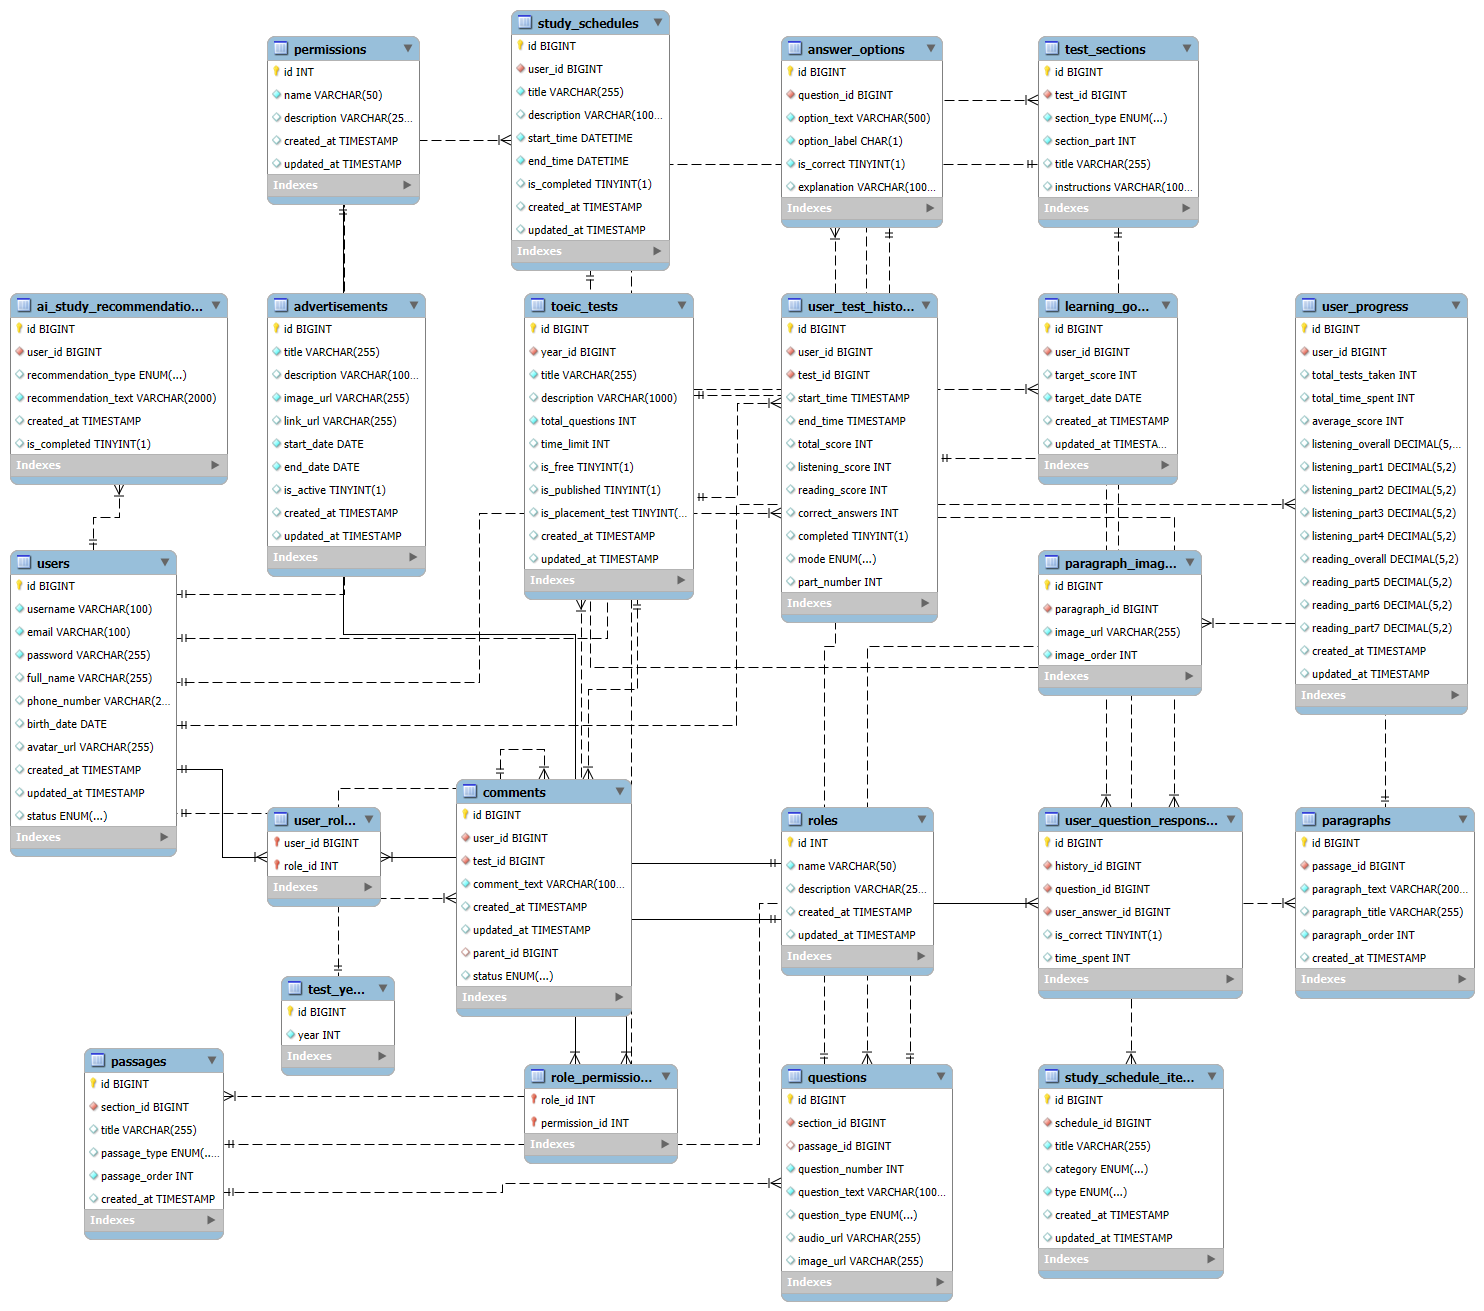 study_schedules
id BIGINT
user_id BIGINT
title VARCHAR(255)
description VARCHAR(100...
start_time DATETIME
end_time DATETIME
is_completed TINYINT(1)
created_at TIMESTAMP
updated_at TIMESTAMP
Indexes
permissions
id INT
name VARCHAR(50)
description VARCHAR(25...
created_at TIMESTAMP
updated_at TIMESTAMP
Indexes
answer_options
id BIGINT
question_id BIGINT
option_text VARCHAR(500)
option_label CHAR(1)
is_correct TINYINT(1)
explanation VARCHAR(100...
Indexes
test_sections
id BIGINT
test_id BIGINT
section_type ENUM(...)
section_part INT
title VARCHAR(255)
instructions VARCHAR(100...
Indexes
ai_study_recommendatio...
id BIGINT
user_id BIGINT
recommendation_type ENUM(...)
recommendation_text VARCHAR(2000)
created_at TIMESTAMP
is_completed TINYINT(1)
Indexes
advertisements
id BIGINT
title VARCHAR(255)
description VARCHAR(100...
image_url VARCHAR(255)
link_url VARCHAR(255)
start_date DATE
end_date DATE
is_active TINYINT(1)
created_at TIMESTAMP
updated_at TIMESTAMP
Indexes
toeic_tests
id BIGINT
year_id BIGINT
title VARCHAR(255)
description VARCHAR(1000)
total_questions INT
time_limit INT
is_free TINYINT(1)
is_published TINYINT(1)
is_placement_test TINYINT(...
created_at TIMESTAMP
updated_at TIMESTAMP
Indexes
user_test_histo...
id BIGINT
user_id BIGINT
test_id BIGINT
start_time TIMESTAMP
end_time TIMESTAMP
total_score INT
listening_score INT
reading_score INT
correct_answers INT
completed TINYINT(1)
mode ENUM(...)
part_number INT
Indexes
learning_go...
id BIGINT
user_id BIGINT
target_score INT
target_date DATE
created_at TIMESTAMP
updated_at TIMESTA...
Indexes
user_progress
id BIGINT
user_id BIGINT
total_tests_taken INT
total_time_spent INT
average_score INT
listening_overall DECIMAL(5,...
listening_part1 DECIMAL(5,2)
listening_part2 DECIMAL(5,2)
listening_part3 DECIMAL(5,2)
listening_part4 DECIMAL(5,2)
reading_overall DECIMAL(5,2)
reading_part5 DECIMAL(5,2)
reading_part6 DECIMAL(5,2)
reading_part7 DECIMAL(5,2)
created_at TIMESTAMP
updated_at TIMESTAMP
Indexes
users
id BIGINT
username VARCHAR(100)
email VARCHAR(100)
password VARCHAR(255)
full_name VARCHAR(255)
phone_number VARCHAR(2...
birth_date DATE
avatar_url VARCHAR(255)
created_at TIMESTAMP
updated_at TIMESTAMP
status ENUM(...)
Indexes
paragraph_imag...
id BIGINT
paragraph_id BIGINT
image_url VARCHAR(255)
image_order INT
Indexes
user_rol...
user_id BIGINT
role_id INT
Indexes
comments
id BIGINT
user_id BIGINT
test_id BIGINT
comment_text VARCHAR(100...
created_at TIMESTAMP
updated_at TIMESTAMP
parent_id BIGINT
status ENUM(...)
Indexes
roles
id INT
name VARCHAR(50)
description VARCHAR(25...
created_at TIMESTAMP
updated_at TIMESTAMP
Indexes
user_question_respons...
id BIGINT
history_id BIGINT
question_id BIGINT
user_answer_id BIGINT
is_correct TINYINT(1)
time_spent INT
Indexes
paragraphs
id BIGINT
passage_id BIGINT
paragraph_text VARCHAR(200...
paragraph_title VARCHAR(255)
paragraph_order INT
created_at TIMESTAMP
Indexes
test_ye...
id BIGINT
year INT
Indexes
passages
id BIGINT
section_id BIGINT
title VARCHAR(255)
passage_type ENUM(...
passage_order INT
created_at TIMESTAMP
Indexes
role_permissio...
role_id INT
permission_id INT
Indexes
questions
id BIGINT
section_id BIGINT
passage_id BIGINT
question_number INT
question_text VARCHAR(100...
question_type ENUM(...)
audio_url VARCHAR(255)
image_url VARCHAR(255)
Indexes
study_schedule_ite...
id BIGINT
schedule_id BIGINT
title VARCHAR(255)
category ENUM(...)
type ENUM(...)
created_at TIMESTAMP
updated_at TIMESTAMP
Indexes